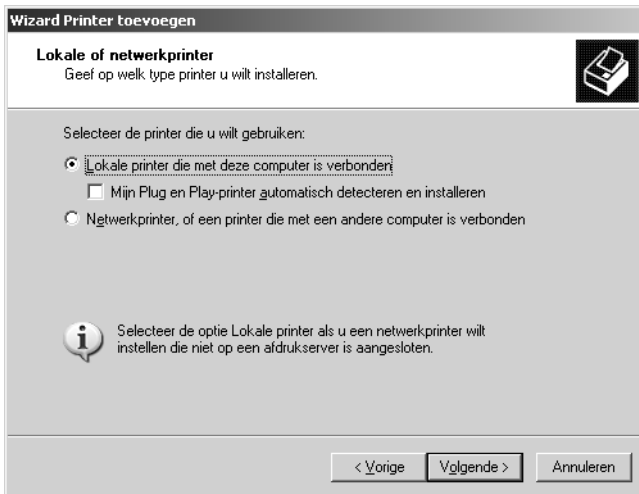 Wizard Printer toevoegen
Lokale of netwerkprinter
Geef op welk type printer u wilt installeren.
Selecteer de printer die u wilt gebruiken:
Lokale printer die met deze computer is verbonden
Mijn Plug en Play-printer automatisch detecteren en installeren
Netwerkprinter, of een printer die met een andere computer is verbonden
Selecteer de optie Lokale printer als u een netwerkprinter wilt
instellen die niet op een afdrukserver is aangesloten.
< Vorige
Volgende >
Annuleren